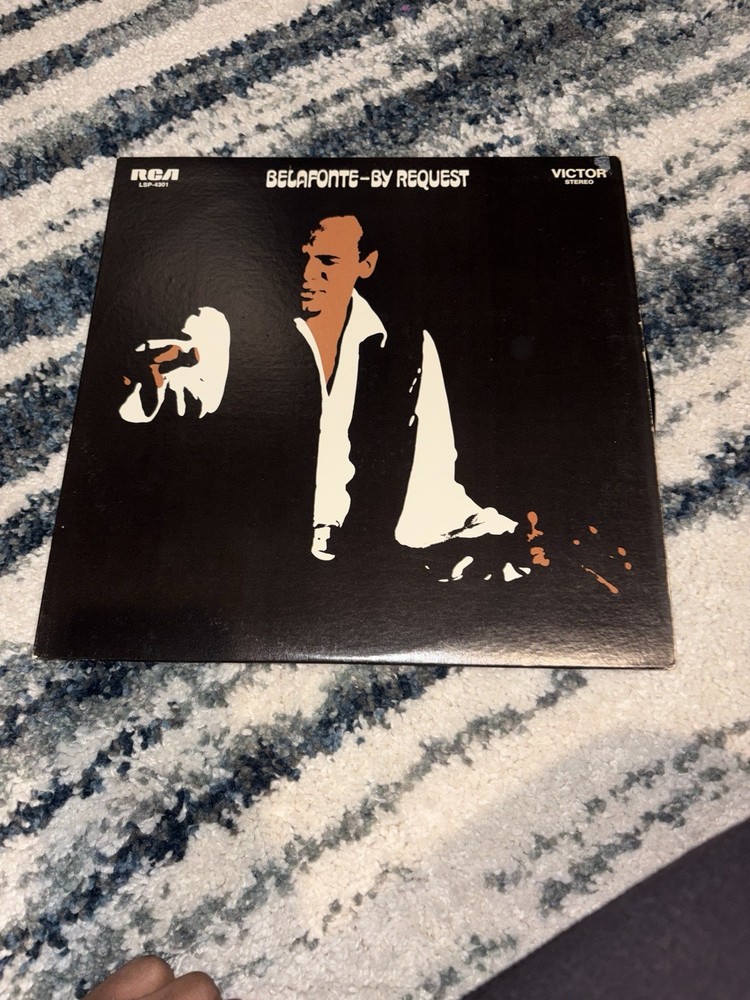 RCA
LSP-4301
BELAFONTE-BY REQUEST
VICTOR
STEREO